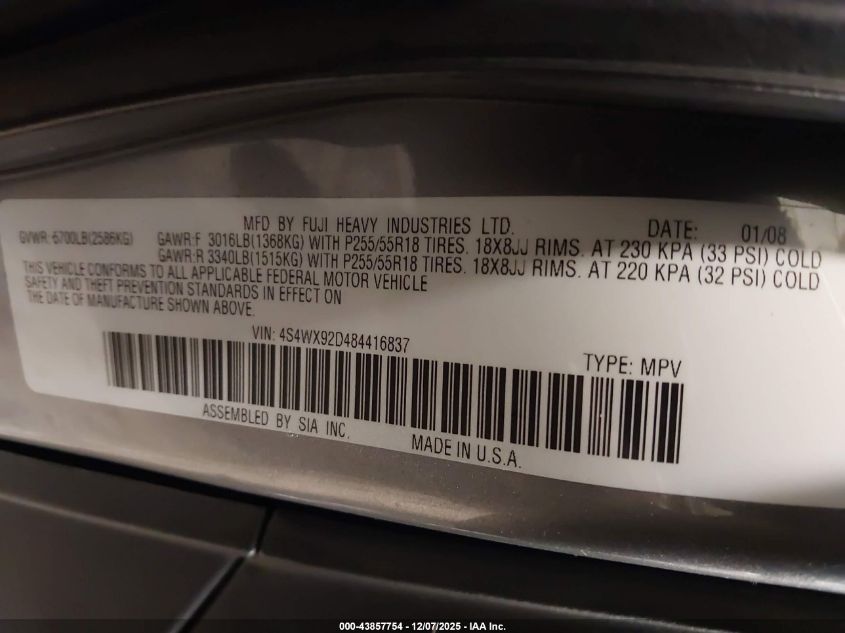 MFD BY FUJI HEAVY INDUSTRIES LTD. DATE: 01/08
GVWR: 6700LB(2586KG) GAWR:F 3016LB(1368KG) WITH P255/55R18 TIRES. 18X8JJ RIMS. AT 230 KPA (33 PSI) COLD
GAWR:R 3340LB(1515KG) WITH P255/55R18 TIRES. 18X8JJ RIMS. AT 220 KPA (32 PSI) COLD
THIS VEHICLE CONFORMS TO ALL APPLICABLE FEDERAL MOTOR VEHICLE
SAFETY AND THEFT PREVENTION STANDARDS IN EFFECT ON
THE DATE OF MANUFACTURE SHOWN ABOVE.
VIN: 4S4WX92D484416837 TYPE: MPV
ASSEMBLED BY SIA INC. MADE IN U.S.A.
000-43857754 - 12/07/2025 - IAA Inc.